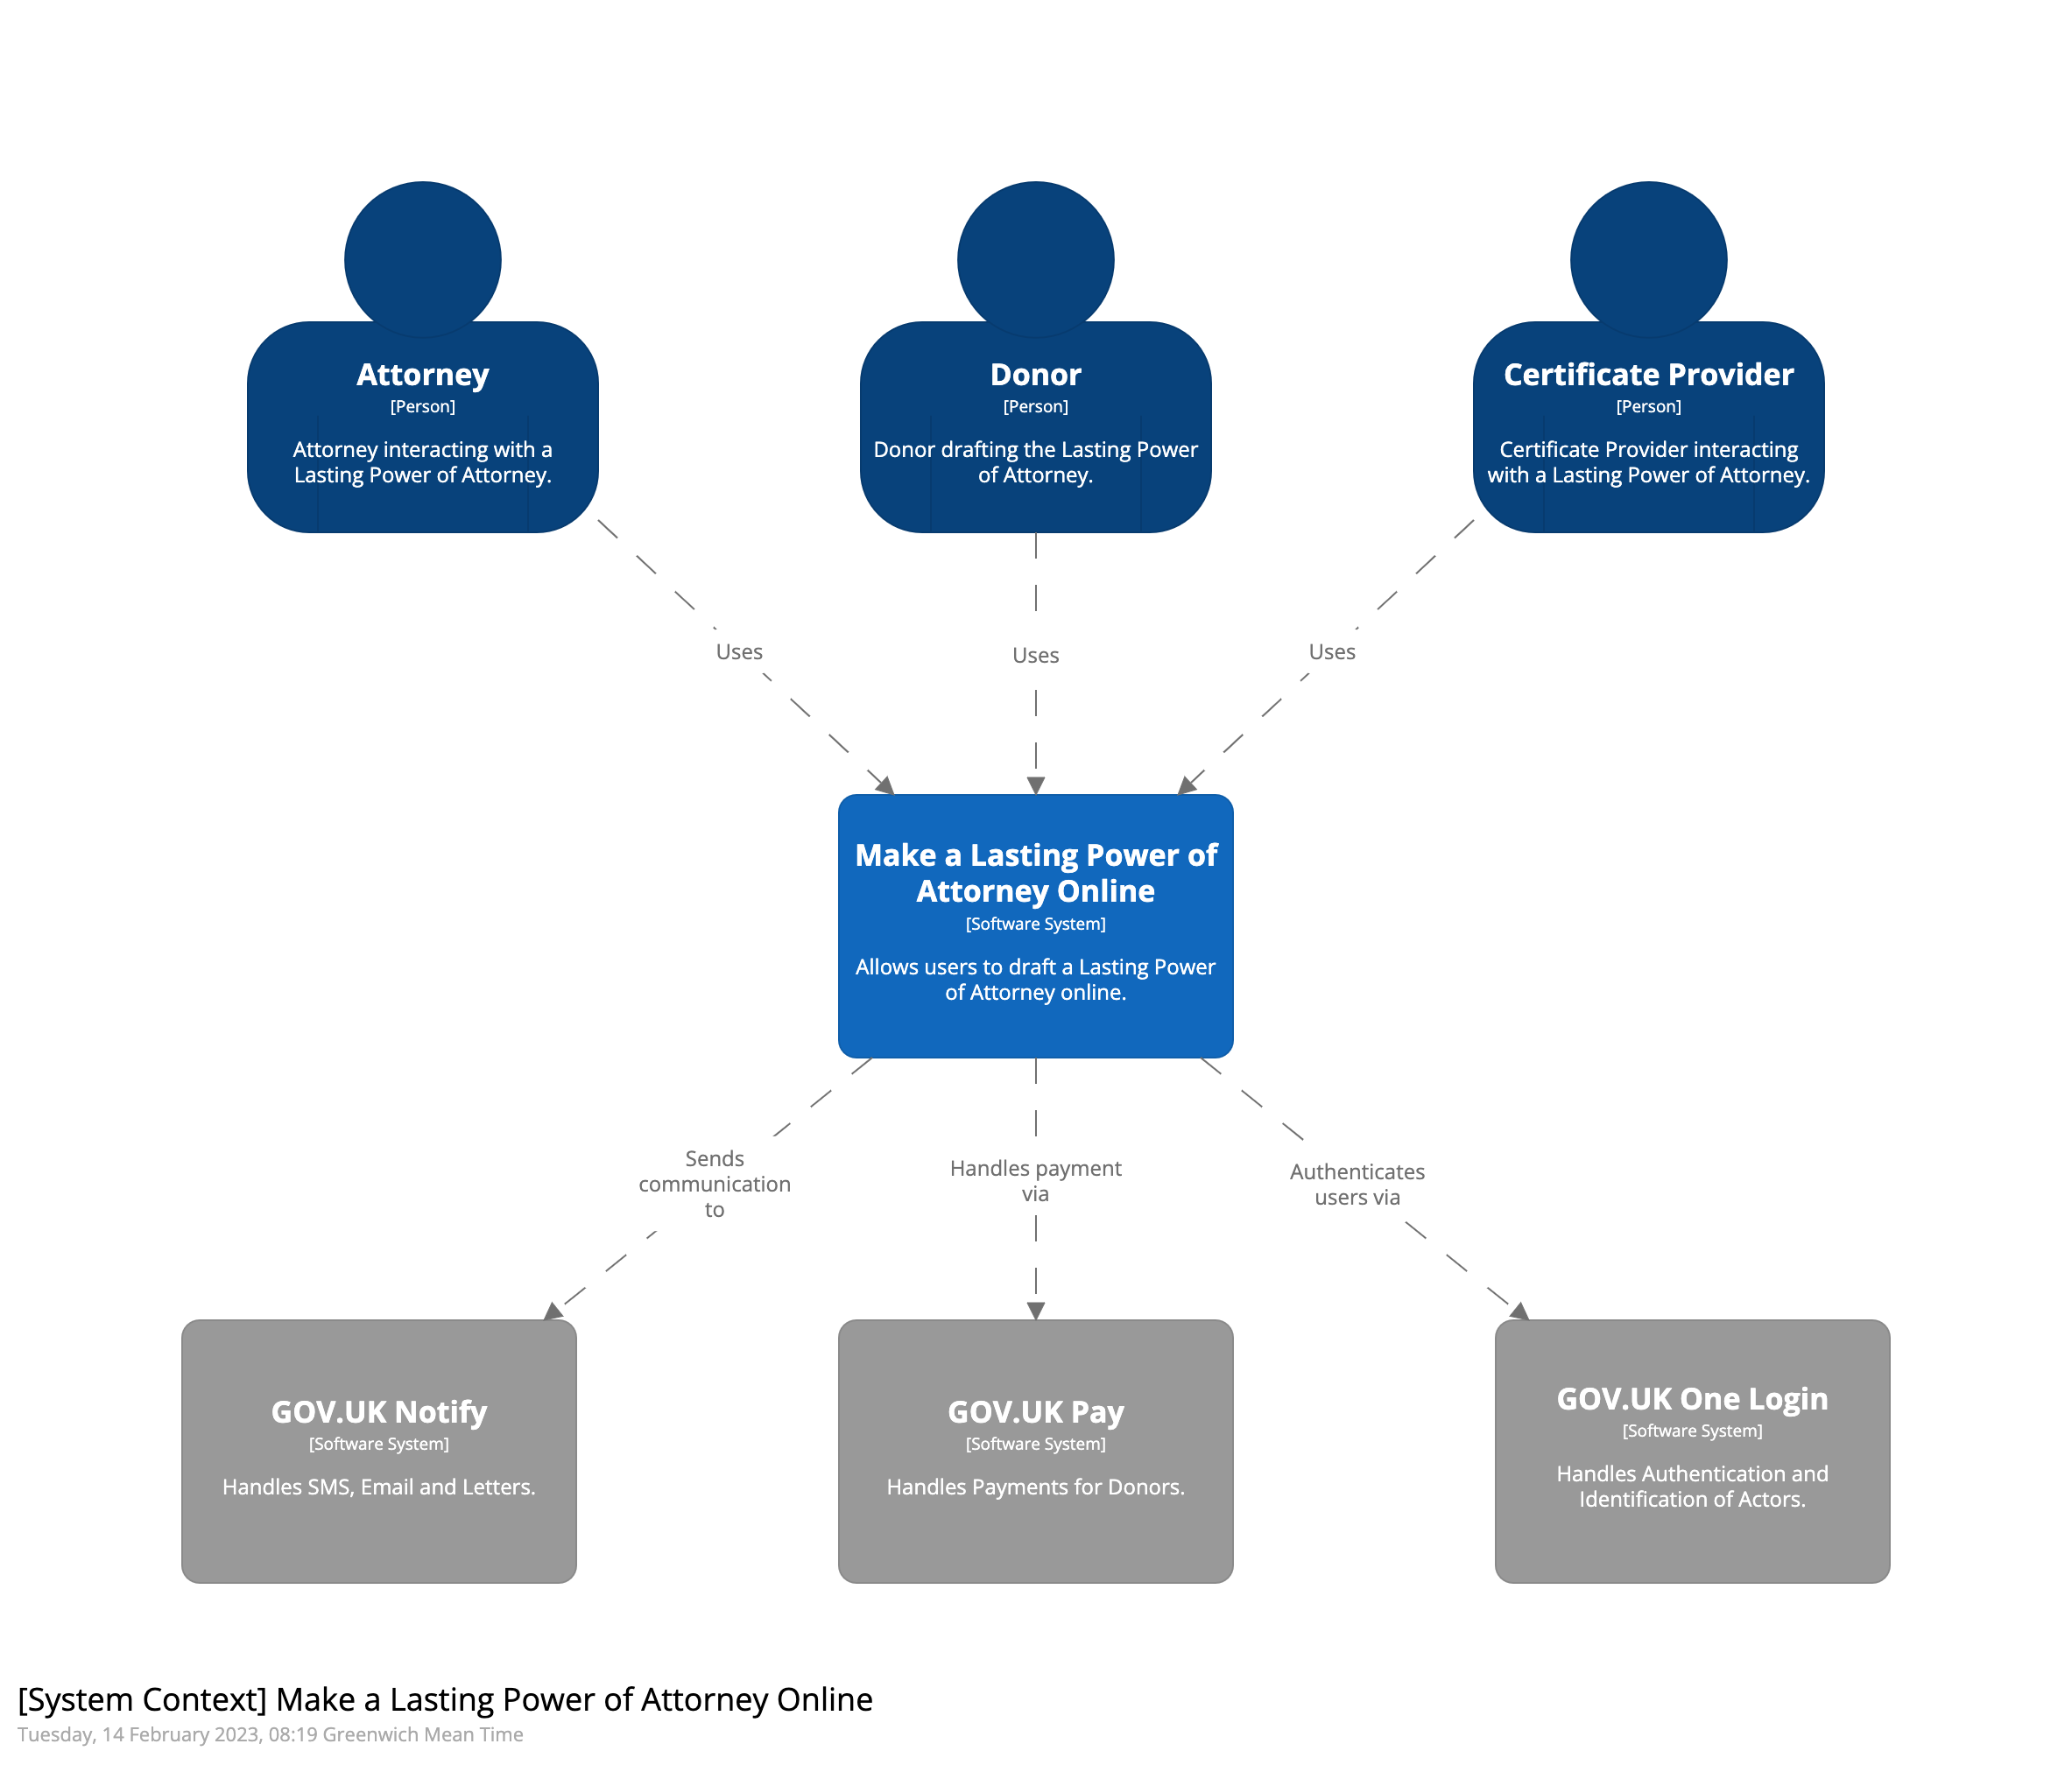 Attorney
[Person]
Attorney interacting with a
Lasting Power of Attorney.
Donor
[Person]
Donor drafting the Lasting Power
of Attorney.
Certificate Provider
[Person]
Certificate Provider interacting
with a Lasting Power of Attorney.
Uses
Uses
Uses
Make a Lasting Power of
Attorney Online
[Software System]
Allows users to draft a Lasting Power
of Attorney online.
Sends
communication
to
Handles payment
via
Authenticates
users via
GOV.UK Notify
[Software System]
Handles SMS, Email and Letters.
GOV.UK Pay
[Software System]
Handles Payments for Donors.
GOV.UK One Login
[Software System]
Handles Authentication and
Identification of Actors.
[System Context] Make a Lasting Power of Attorney Online
Tuesday, 14 February 2023, 08:19 Greenwich Mean Time